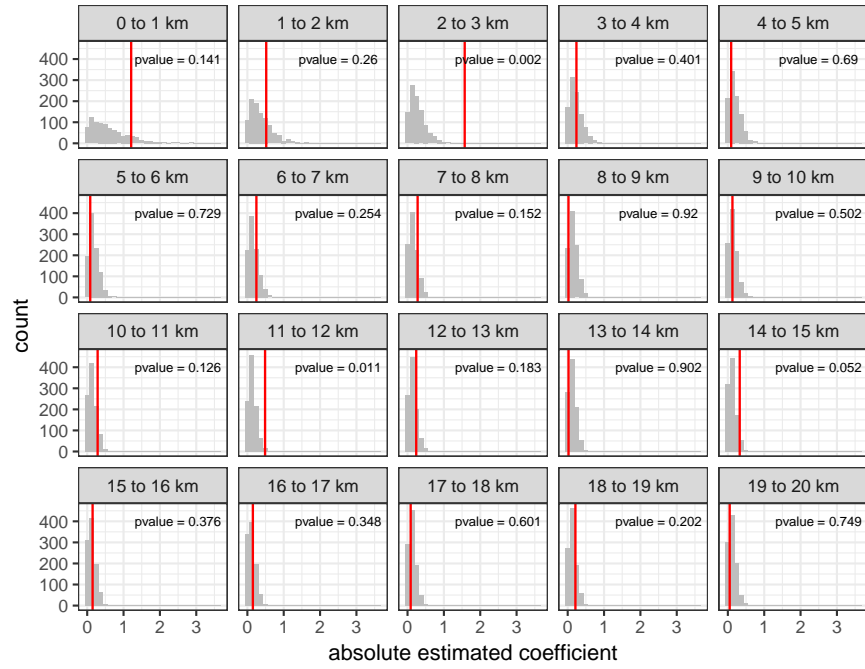 0 to 1 km 1 to 2 km 2 to 3 km 3 to 4 km 4 to 5 km
pvalue = 0.141 pvalue = 0.26 pvalue = 0.002 pvalue = 0.401 pvalue = 0.69
400
300
200
100
0
5 to 6 km 6 to 7 km 7 to 8 km 8 to 9 km 9 to 10 km
pvalue = 0.729 pvalue = 0.254 pvalue = 0.152 pvalue = 0.92 pvalue = 0.502
400
300
200
100
0
count
10 to 11 km 11 to 12 km 12 to 13 km 13 to 14 km 14 to 15 km
pvalue = 0.126 pvalue = 0.011 pvalue = 0.183 pvalue = 0.902 pvalue = 0.052
400
300
200
100
0
15 to 16 km 16 to 17 km 17 to 18 km 18 to 19 km 19 to 20 km
pvalue = 0.376 pvalue = 0.348 pvalue = 0.601 pvalue = 0.202 pvalue = 0.749
400
300
200
100
0
0 1 2 3 0 1 2 3 0 1 2 3 0 1 2 3 0 1 2 3
absolute estimated coefficient